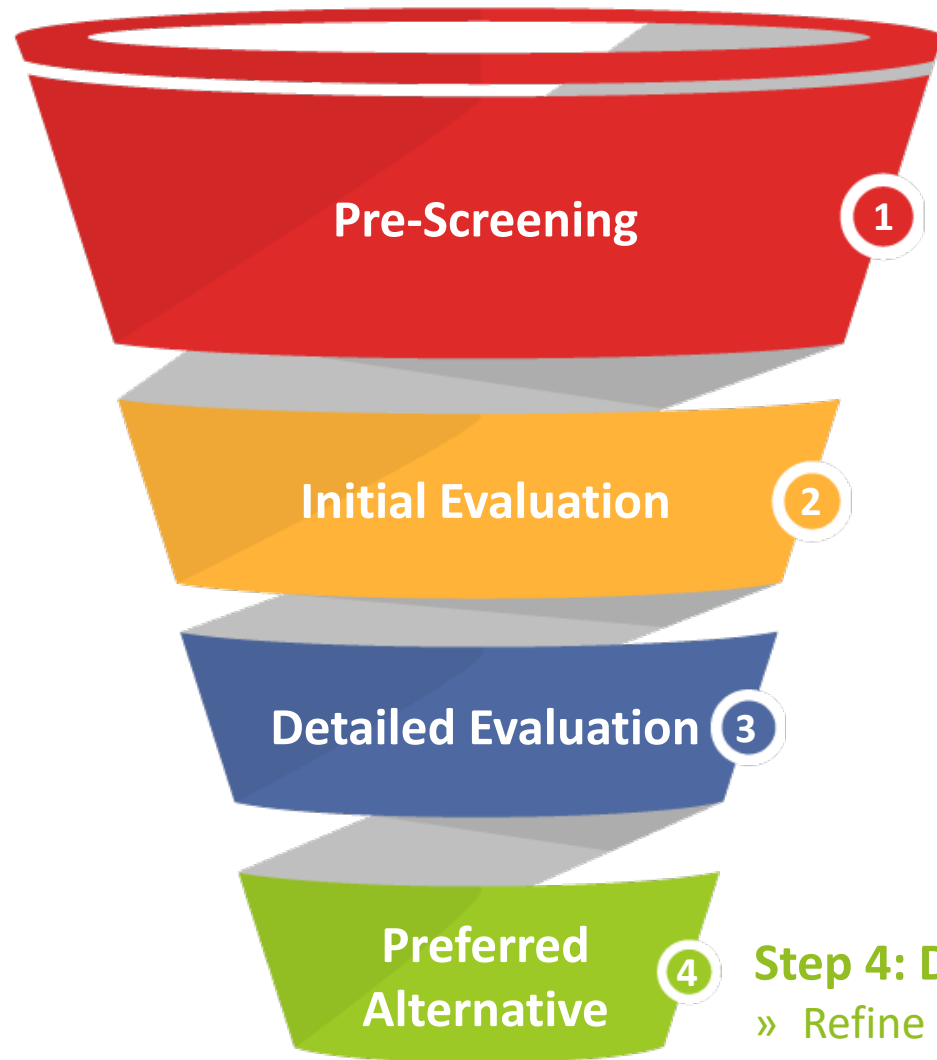 Pre-Screening
1
Initial Evaluation
2
Detailed Evaluation
3
Preferred
Alternative
4
Step 4: D
» Refine